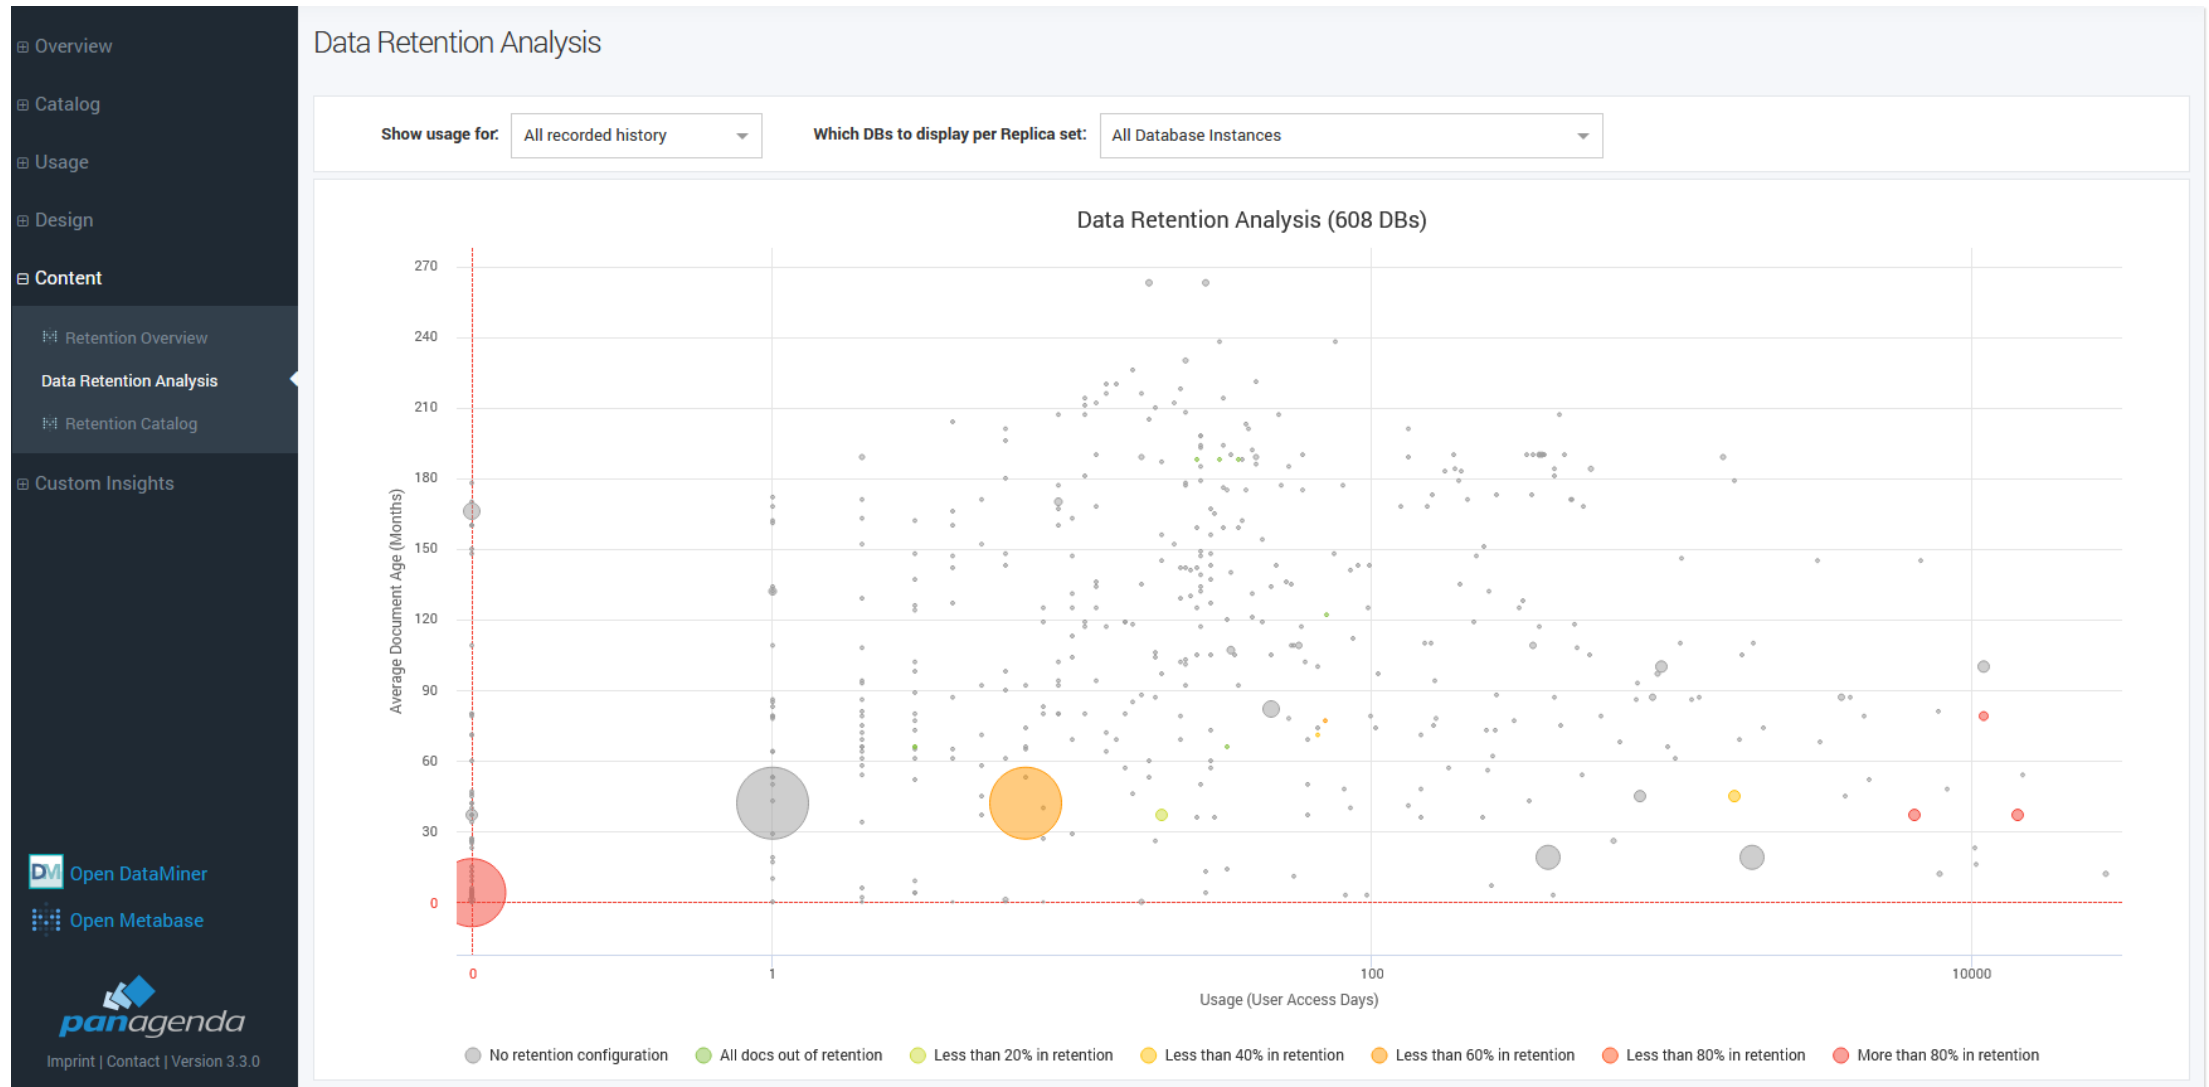 Overview
Catalog
Usage
Design
Content
Retention Overview
Data Retention Analysis
Retention Catalog
Custom Insights
DM Open DataMiner
Open Metabase
panagenda
Imprint | Contact | Version 3.3.0
Data Retention Analysis
Show usage for: All recorded history Which DBs to display per Replica set: All Database Instances
Data Retention Analysis (608 DBs)
Average Document Age (Months)
270
240
210
180
150
120
90
60
30
0
0 1 100 10000
Usage (User Access Days)
No retention configuration All docs out of retention Less than 20% in retention Less than 40% in retention Less than 60% in retention Less than 80% in retention More than 80% in retention